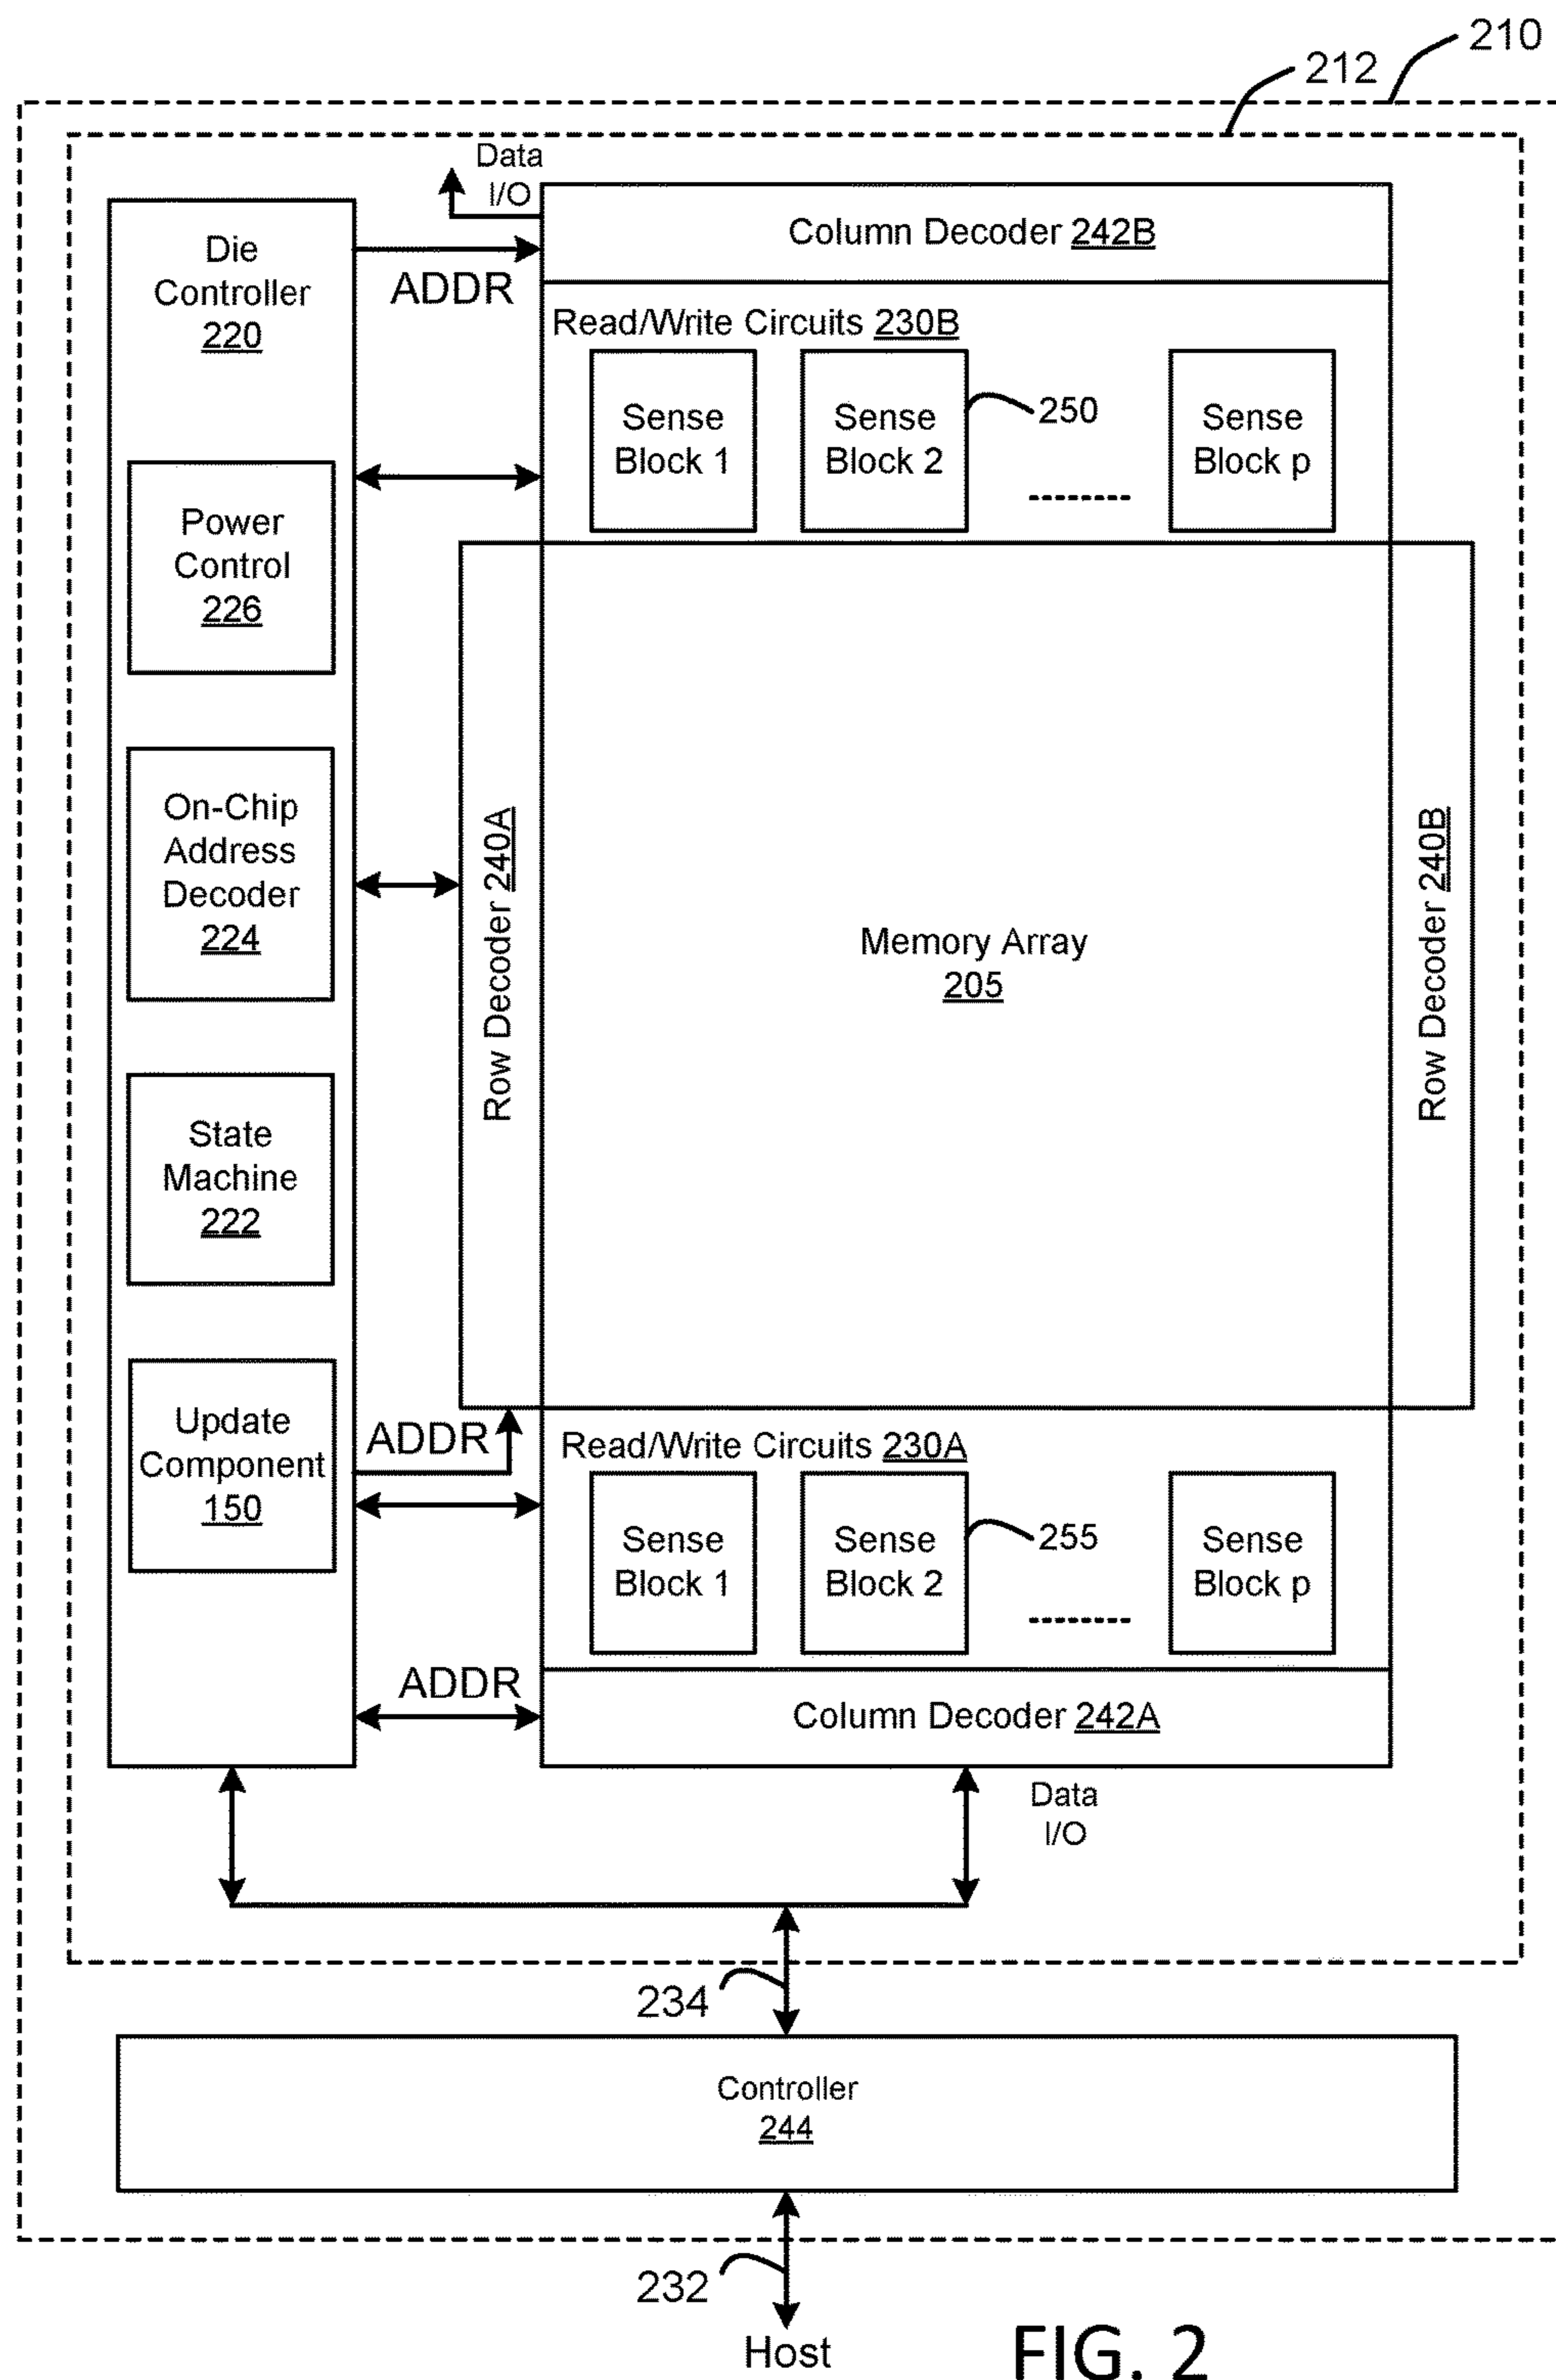 210
212
Data
I/O
Die
Controller
220
ADDR
Column Decoder 242B
Read/Write Circuits 230B
Sense
Block 1
Sense
Block 2
250
Sense
Block p
Power
Control
226
On-Chip
Address
Decoder
224
State
Machine
222
Update
Component
150
Row Decoder 240A
Memory Array
205
Row Decoder 240B
ADDR
Read/Write Circuits 230A
Sense
Block 1
Sense
Block 2
255
Sense
Block p
ADDR
Column Decoder 242A
Data
I/O
234
Controller
244
232
Host
FIG. 2